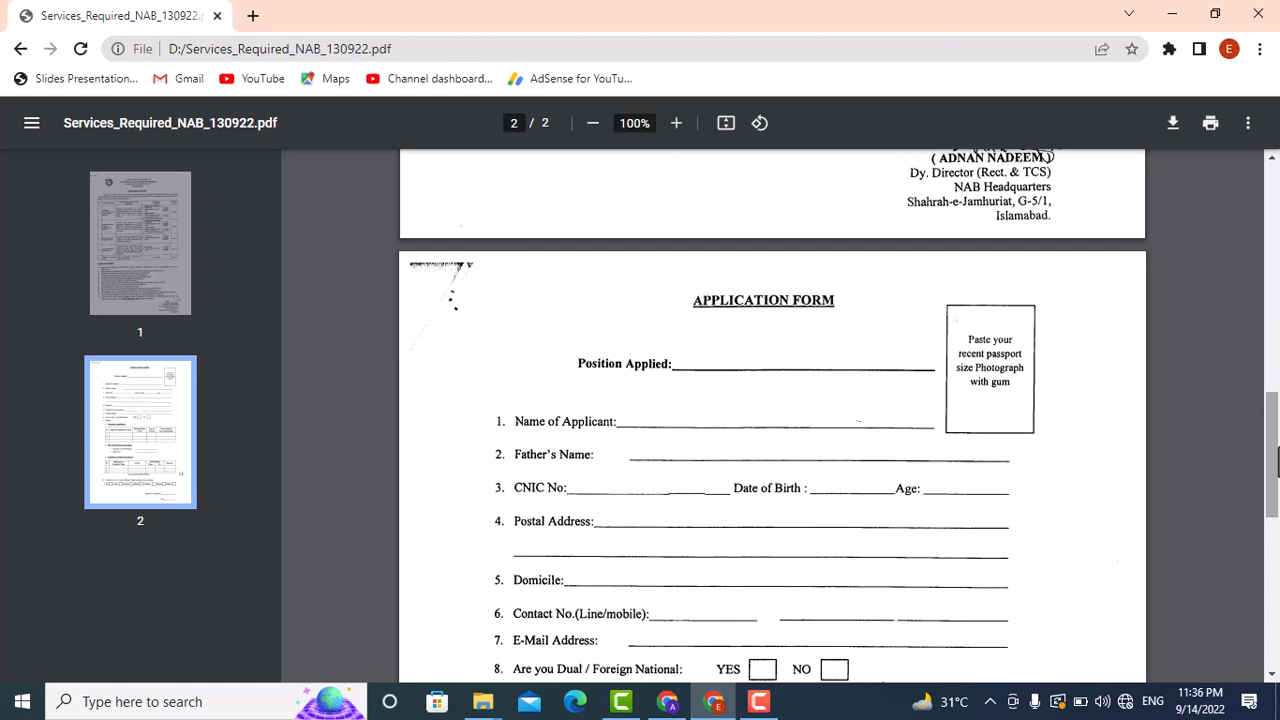 Services_Required_NAB_130922.p
File D:/Services_Required_NAB_130922.pdf
E
Slides Presentation... Gmail YouTube Maps Channel dashboard... AdSense for YouTu...
Services_Required_NAB_130922.pdf
2 / 2
100%
( ADNAN NADEEM )
Dy. Director (Rect. & TCS)
NAB Headquarters
Shahrah-e-Jamhuriat, G-5/1,
Islamabad.
APPLICATION FORM
Paste your
recent passport
size Photograph
with gum
Position Applied:
1. Name of Applicant:
2. Father's Name:
3. CNIC No: Date of Birth : Age:
4. Postal Address:
5. Domicile:
6. Contact No.(Line/mobile):
7. E-Mail Address:
8. Are you Dual / Foreign National: YES NO
1
2
Type here to search
31°C
ENG
11:36 PM
9/14/2022